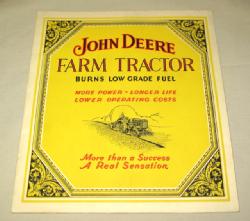 JOHN DEERE
FARM TRACTOR
BURNS LOW GRADE FUEL
MORE POWER - LONGER LIFE
LOWER OPERATING COSTS
More than a Success
A Real Sensation